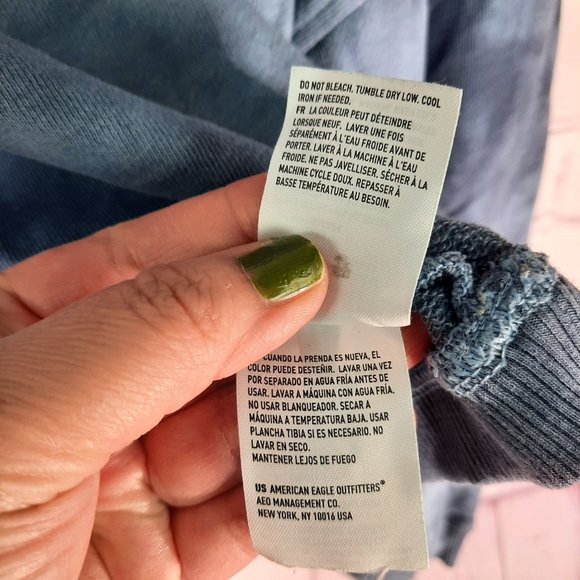 DO NOT BLEACH. TUMBLE DRY LOW. COOL
IRON IF NEEDED.
FR LA COULEUR PEUT DÉTEINDRE
LORSQUE NEUF. LAVER UNE FOIS
SÉPARÉMENT À L'EAU FROIDE AVANT DE
PORTER. LAVER À LA MACHINE À L'EAU
FROIDE. NE PAS JAVELLISER. SÉCHER À LA
MACHINE CYCLE DOUX. REPASSER À
BASSE TEMPÉRATURE AU BESOIN.
CUANDO LA PRENDA ES NUEVA, EL
COLOR PUEDE DESTEÑIR. LAVAR UNA VEZ
POR SEPARADO EN AGUA FRÍA ANTES DE
USAR. LAVAR A MÁQUINA CON AGUA FRÍA.
NO USAR BLANQUEADOR. SECAR A
MÁQUINA A TEMPERATURA BAJA. USAR
PLANCHA TIBIA SI ES NECESARIO. NO
LAVAR EN SECO.
MANTENER LEJOS DE FUEGO
US AMERICAN EAGLE OUTFITTERS®
AEO MANAGEMENT CO.
NEW YORK, NY 10016 USA